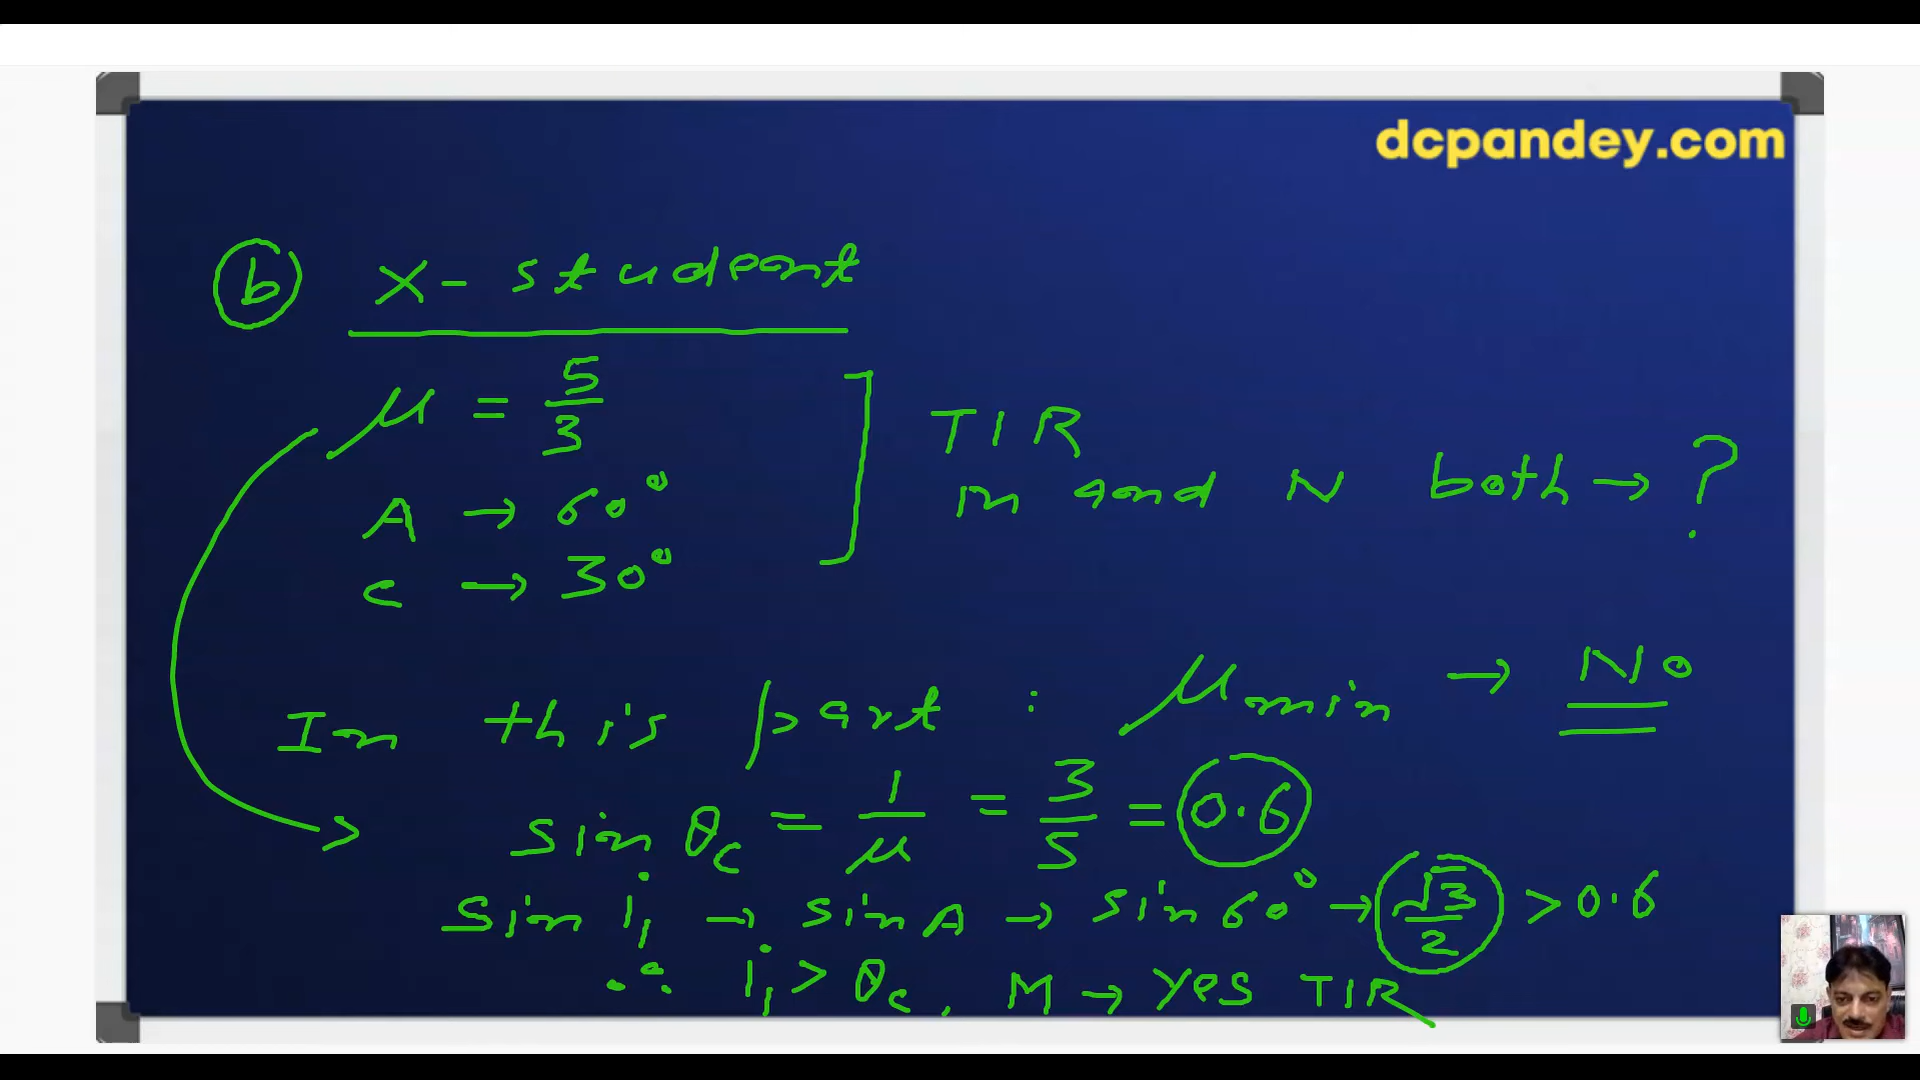 dcpandey.com
(b) X - student
μ = 5/3
A → 60°
C → 30°
] TIR
in and N both → ?
In this part : μmin → No
sin θc = 1/μ = 3/5 = 0.6
Sin i₁ → sin A → sin 60° → √3/2 > 0.6
∴ i₁ > θc, M → Yes TIR